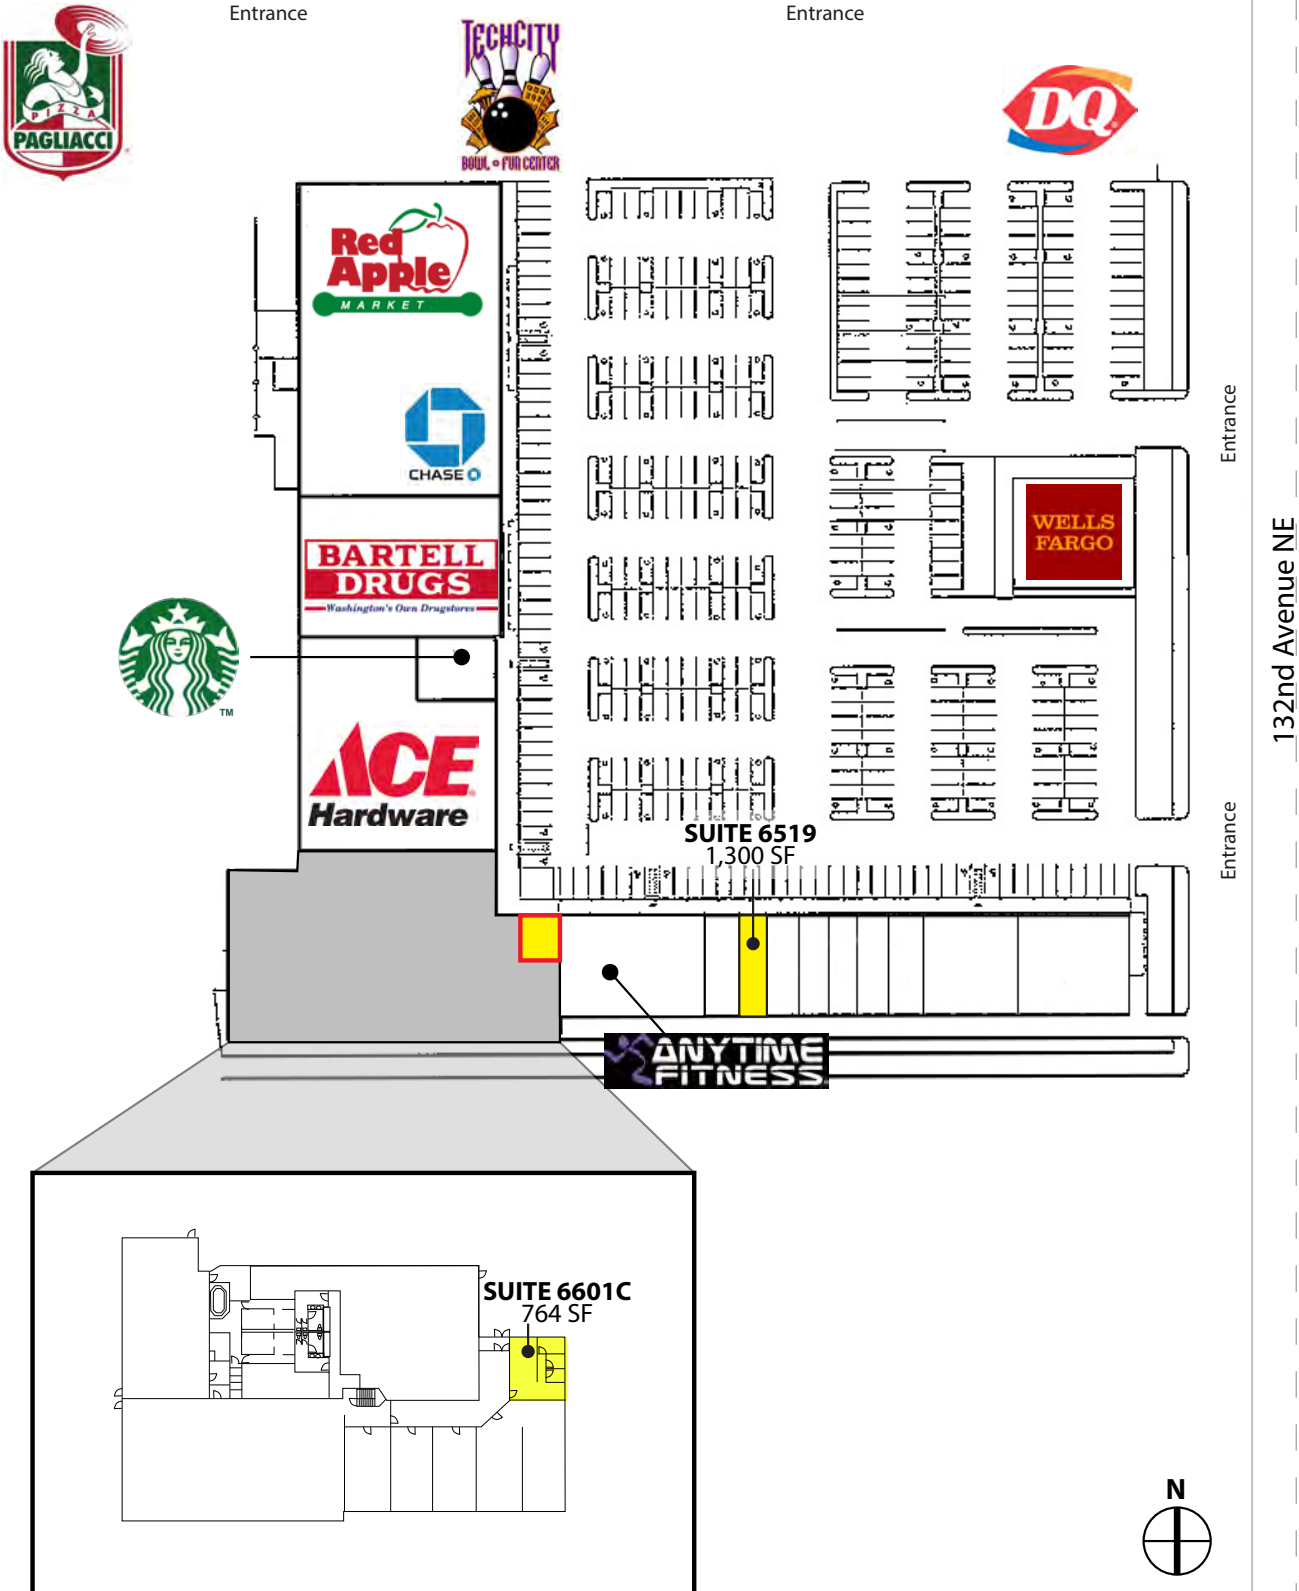 Entrance
Entrance
PIZZA
PAGLIACCI
TECHCITY
BOWL • FUN CENTER
DQ
Red
Apple
MARKET
CHASE
Entrance
WELLS
FARGO
BARTELL
DRUGS
Washington's Own Drugstores
132nd Avenue NE
TM
ACE
Hardware
SUITE 6519
1,300 SF
Entrance
ANYTIME
FITNESS
SUITE 6601C
764 SF
N